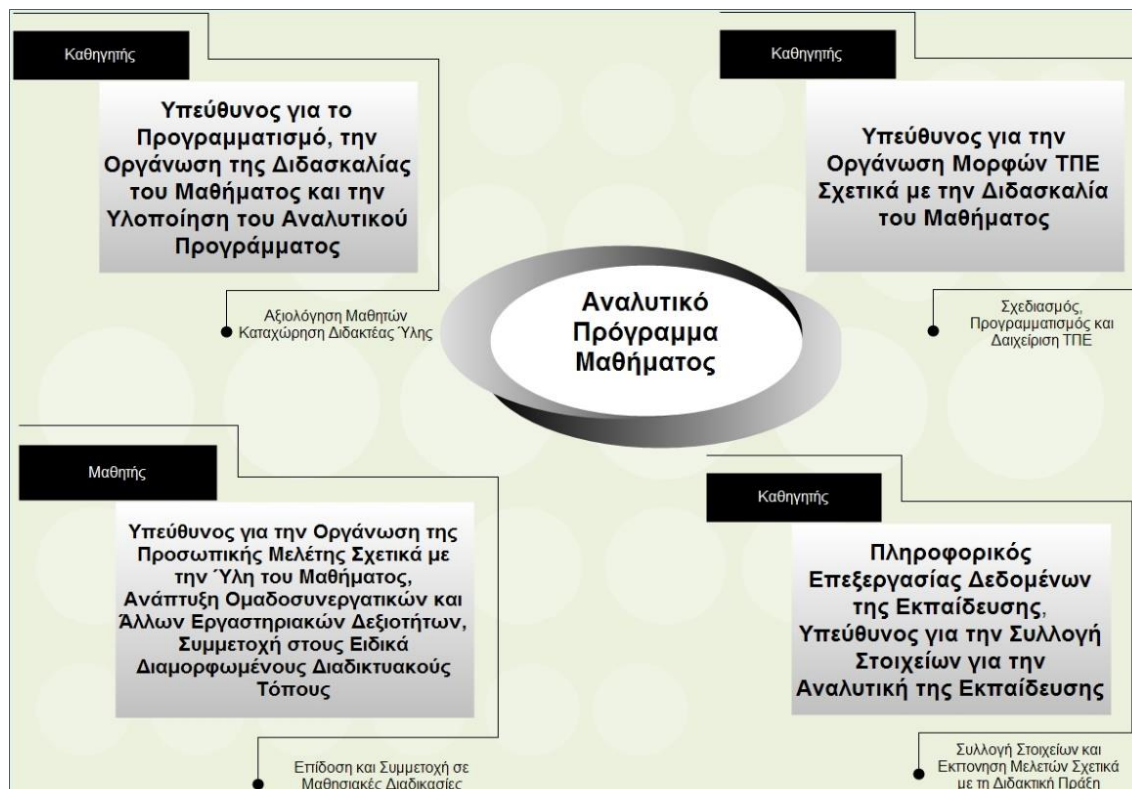 Καθηγητής
Υπεύθυνος για το
Προγραμματισμό, την
Οργάνωση της Διδασκαλίας
του Μαθήματος και την
Υλοποίηση του Αναλυτικού
Προγράμματος
Αξιολόγηση Μαθητών
Καταχώρηση Διδακτέας Ύλης
Καθηγητής
Υπεύθυνος για την
Οργάνωση Μορφών ΤΠΕ
Σχετικά με την Διδασκαλία
του Μαθήματος
Σχεδιασμός,
Προγραμματισμός και
Δαιχείριση ΤΠΕ
Αναλυτικό
Πρόγραμμα
Μαθήματος
Μαθητής
Υπεύθυνος για την Οργάνωση της
Προσωπικής Μελέτης Σχετικά με
την Ύλη του Μαθήματος,
Ανάπτυξη Ομαδοσυνεργατικών και
Άλλων Εργαστηριακών Δεξιοτήτων,
Συμμετοχή στους Ειδικά
Διαμορφωμένους Διαδικτυακούς
Τόπους
Επίδοση και Συμμετοχή σε
Μαθησιακές Διαδικασίες
Καθηγητής
Πληροφορικός
Επεξεργασίας Δεδομένων
της Εκπαίδευσης,
Υπεύθυνος για την Συλλογή
Στοιχείων για την
Αναλυτική της Εκπαίδευσης
Συλλογή Στοιχείων και
Εκπονηση Μελετών Σχετικά
με τη Διδακτική Πράξη